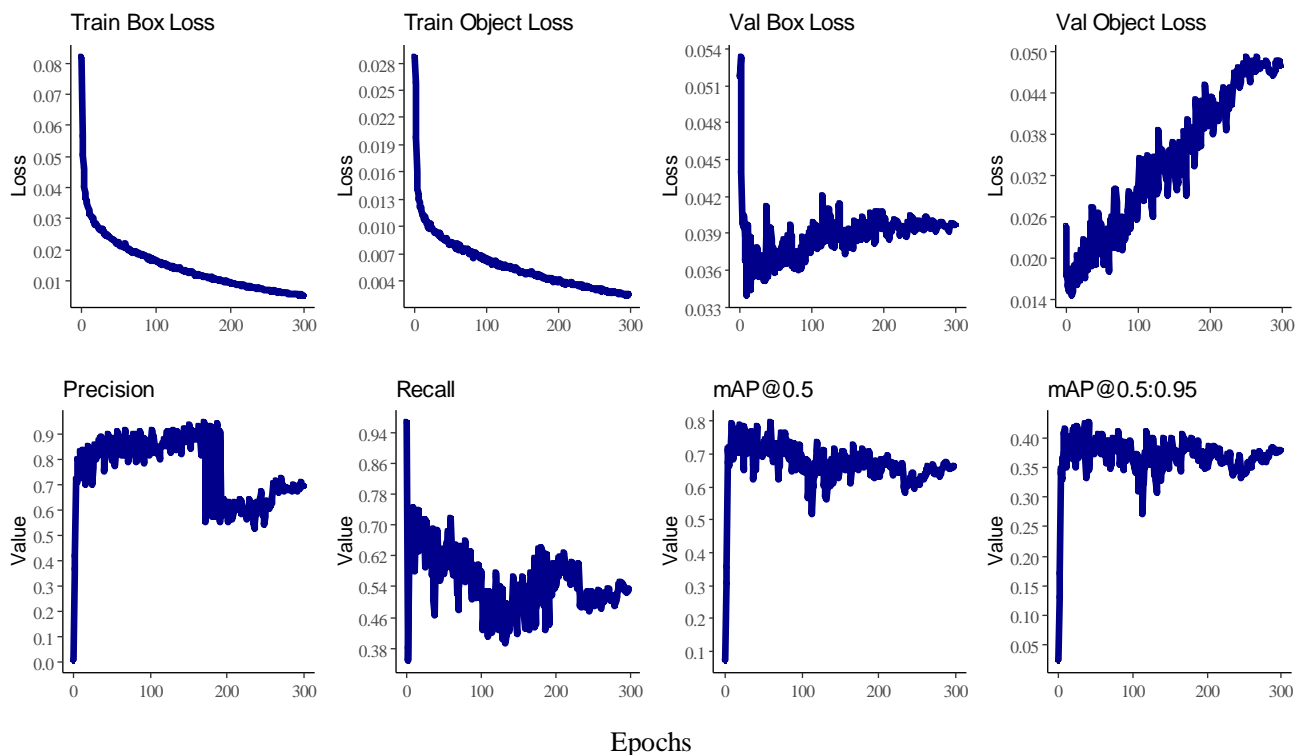 Train Box Loss
Train Object Loss
Val Box Loss
Val Object Loss
Loss
0.08
0.07
0.06
0.05
0.04
0.03
0.02
0.01
0 100 200 300
Loss
0.028
0.025
0.022
0.019
0.016
0.013
0.010
0.007
0.004
0 100 200 300
Loss
0.054
0.051
0.048
0.045
0.042
0.039
0.036
0.033
0 100 200 300
Loss
0.050
0.044
0.038
0.032
0.026
0.020
0.014
0 100 200 300
Precision
Recall
mAP@0.5
mAP@0.5:0.95
Value
0.9
0.8
0.7
0.6
0.5
0.4
0.3
0.2
0.1
0.0
0 100 200 300
Value
0.94
0.86
0.78
0.70
0.62
0.54
0.46
0.38
0 100 200 300
Value
0.8
0.7
0.6
0.5
0.4
0.3
0.2
0.1
0 100 200 300
Value
0.40
0.35
0.30
0.25
0.20
0.15
0.10
0.05
0 100 200 300
Epochs